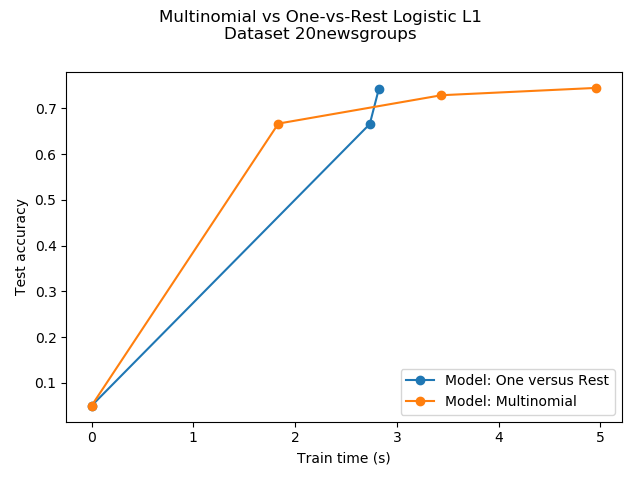 Multinomial vs One-vs-Rest Logistic L1
Dataset 20newsgroups
0.7
0.6
0.5
0.4
0.3
0.2
0.1
Test accuracy
Model: One versus Rest
Model: Multinomial
0 1 2 3 4 5
Train time (s)